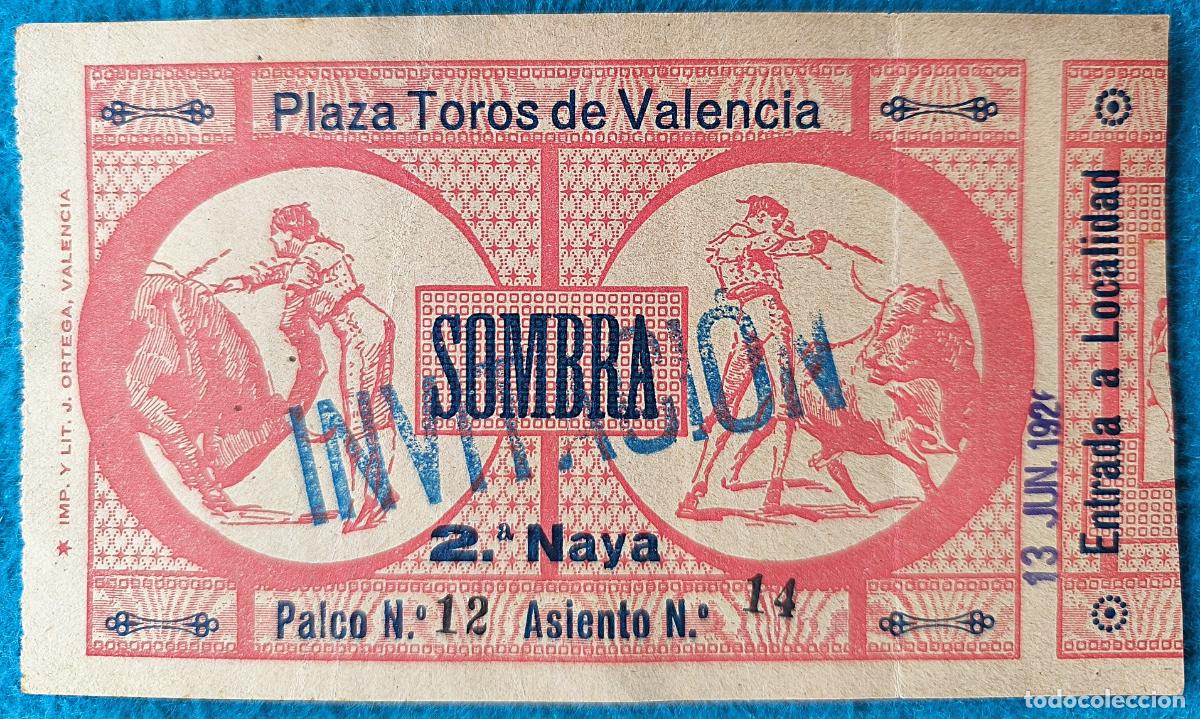 Plaza Toros de Valencia
SOMBRA
INVITACIÓN
2.ª Naya
Palco N.º 12 Asiento N.º 14
★ IMP. Y LIT. J. ORTEGA, VALENCIA
13 JUN. 192
Entrada a Localidad
todocoleccion